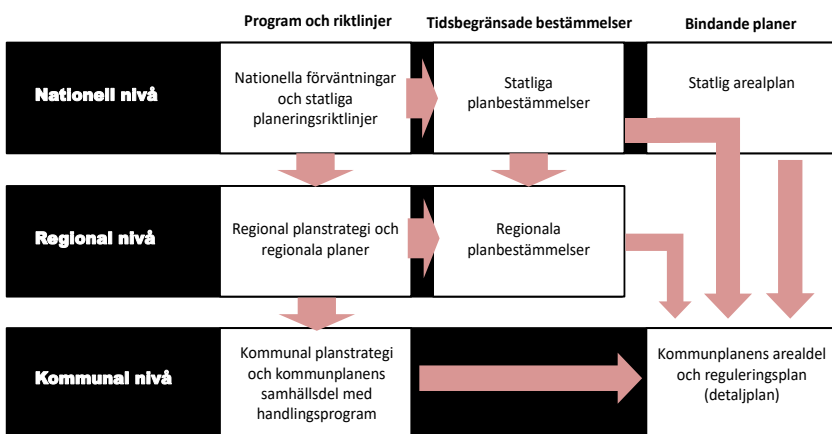 Program och riktlinjer
Tidsbegränsade bestämmelser
Bindande planer
Nationell nivå
Nationella förväntningar
och statliga
planeringsriktlinjer
Statliga
planbestämmelser
Statlig arealplan
Regional nivå
Regional planstrategi och
regionala planer
Regionala
planbestämmelser
Kommunal nivå
Kommunal planstrategi
och kommunplanens
samhällsdel med
handlingsprogram
Kommunplanens arealdel
och reguleringsplan
(detaljplan)